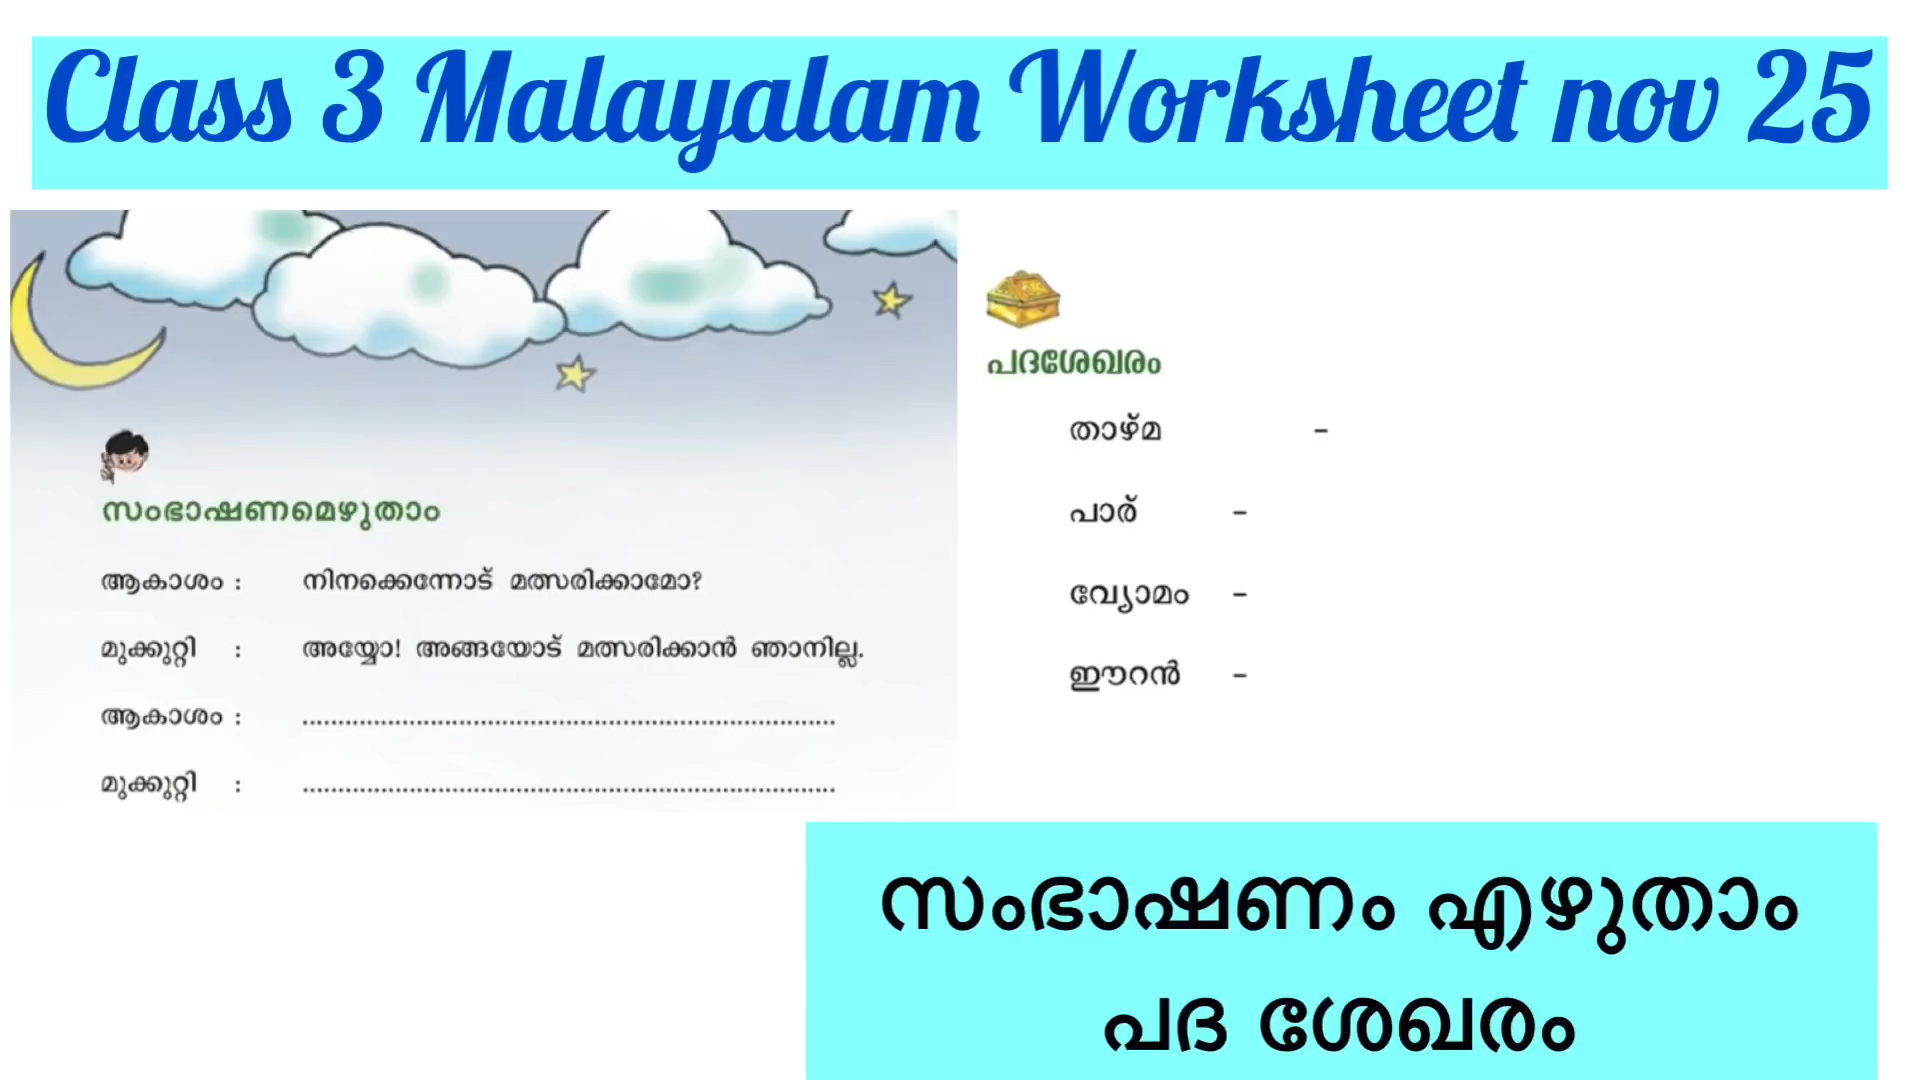 Class 3 Malayalam Worksheet nov 25
സംഭാഷണമെഴുതാം
ആകാശം : നിനക്കെന്നോട് മത്സരിക്കാമോ?
മുക്കുറ്റി : അയ്യോ! അങ്ങയോട് മത്സരിക്കാൻ ഞാനില്ല.
ആകാശം : ...........................................................................
മുക്കുറ്റി : ...........................................................................
പദശേഖരം
താഴ്മ -
പാര് -
വ്യോമം -
ഈറൻ -
സംഭാഷണം എഴുതാം
പദ ശേഖരം